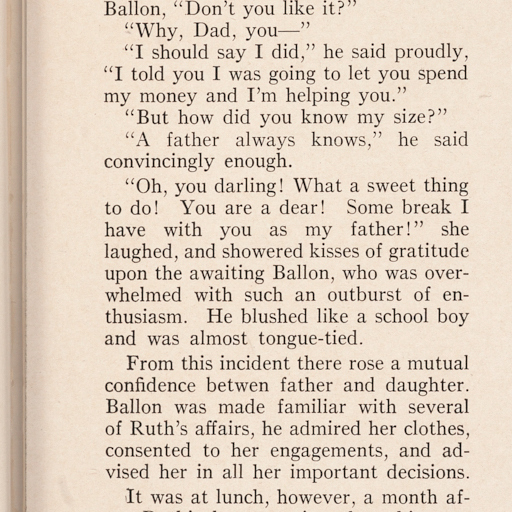 Ballon, “Don’t you like it?”
“Why, Dad, you—”
“I should say I did,” he said proudly,
“I told you I was going to let you spend
my money and I’m helping you.”
“But how did you know my size?”
“A father always knows,” he said
convincingly enough.
“Oh, you darling! What a sweet thing
to do! You are a dear! Some break I
have with you as my father!” she
laughed, and showered kisses of gratitude
upon the awaiting Ballon, who was over-
whelmed with such an outburst of en-
thusiasm. He blushed like a school boy
and was almost tongue-tied.
From this incident there rose a mutual
confidence betwen father and daughter.
Ballon was made familiar with several
of Ruth’s affairs, he admired her clothes,
consented to her engagements, and ad-
vised her in all her important decisions.
It was at lunch, however, a month af-